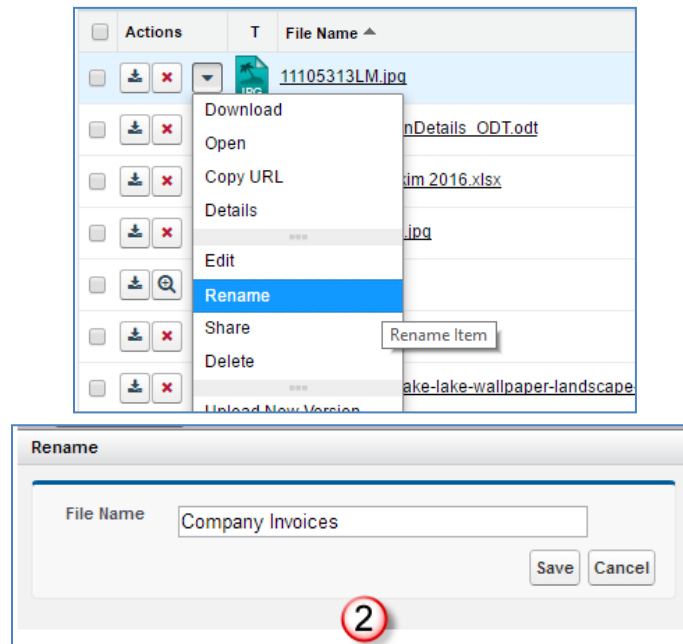 Actions T File Name
11105313LM.jpg
JPG
Download
nDetails_ODT.odt
Open
Copy URL
kim 2016.xlsx
Details
.jpg
Edit
Rename
Share
Rename Item
Delete
ake-lake-wallpaper-landscape-
Upload New Version
Rename
File Name Company Invoices
Save Cancel
2